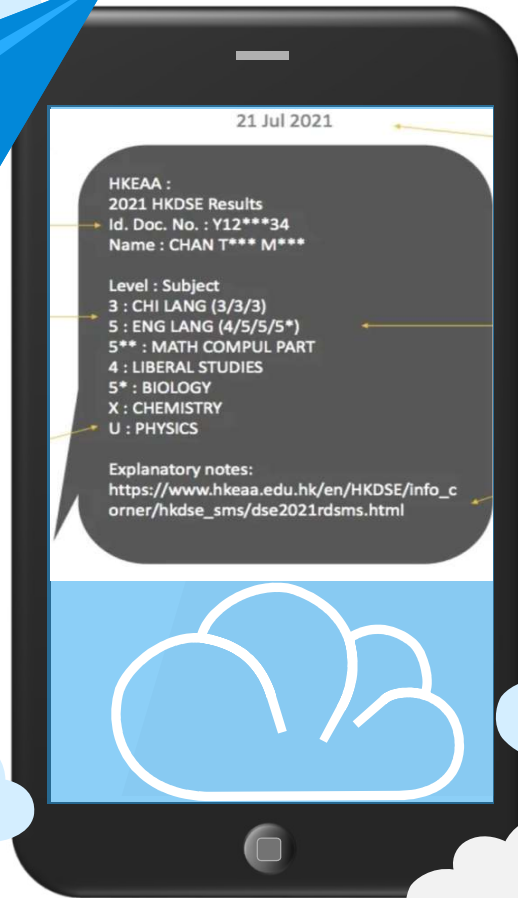 21 Jul 2021
HKEAA :
2021 HKDSE Results
Id. Doc. No. : Y12***34
Name : CHAN T*** M***
Level : Subject
3 : CHI LANG (3/3/3)
5 : ENG LANG (4/5/5/5*)
5** : MATH COMPUL PART
4 : LIBERAL STUDIES
5* : BIOLOGY
X : CHEMISTRY
U : PHYSICS
Explanatory notes:
https://www.hkeaa.edu.hk/en/HKDSE/info_c
orner/hkdse_sms/dse2021rdsms.html